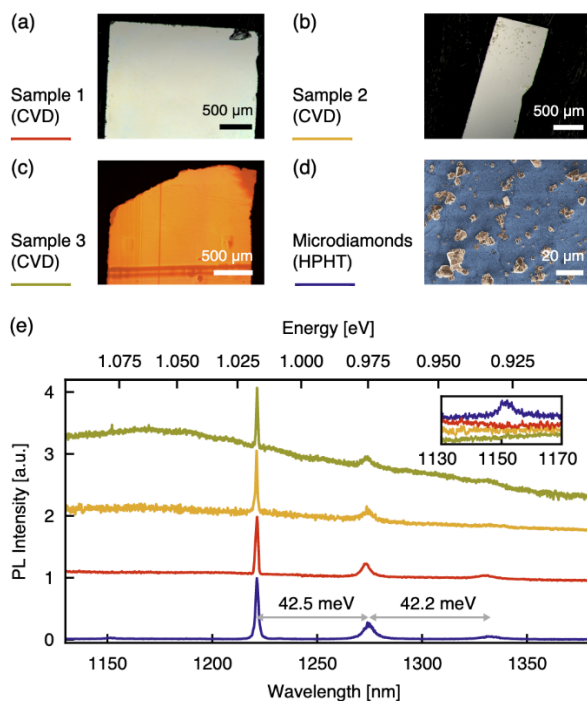 (a)
Sample 1
(CVD)
500 μm
(b)
Sample 2
(CVD)
500 μm
(c)
Sample 3
(CVD)
500 μm
(d)
Microdiamonds
(HPHT)
20 μm
(e)
Energy [eV]
1.075 1.050 1.025 1.000 0.975 0.950 0.925
4
3
2
1
0
PL Intensity [a.u.]
1130 1150 1170
42.5 meV 42.2 meV
1150 1200 1250 1300 1350
Wavelength [nm]